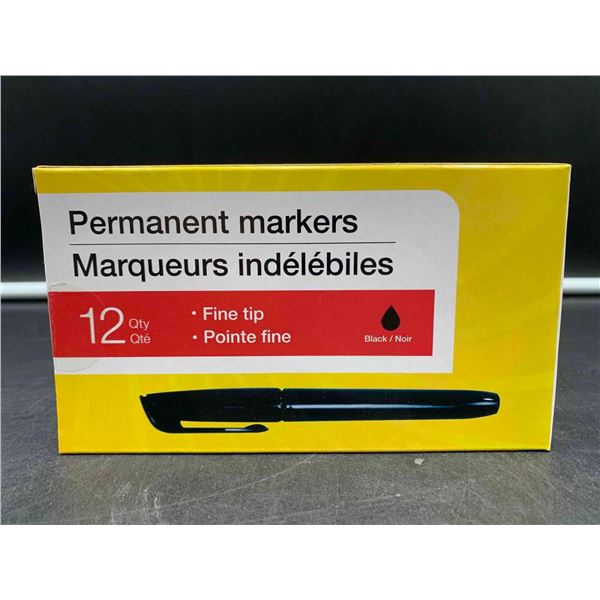 Permanent markers
Marqueurs indélébiles
12 Qty
Qté
· Fine tip
· Pointe fine
Black / Noir